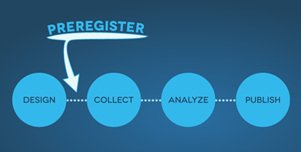 PREREGISTER
DESIGN
COLLECT
ANALYZE
PUBLISH